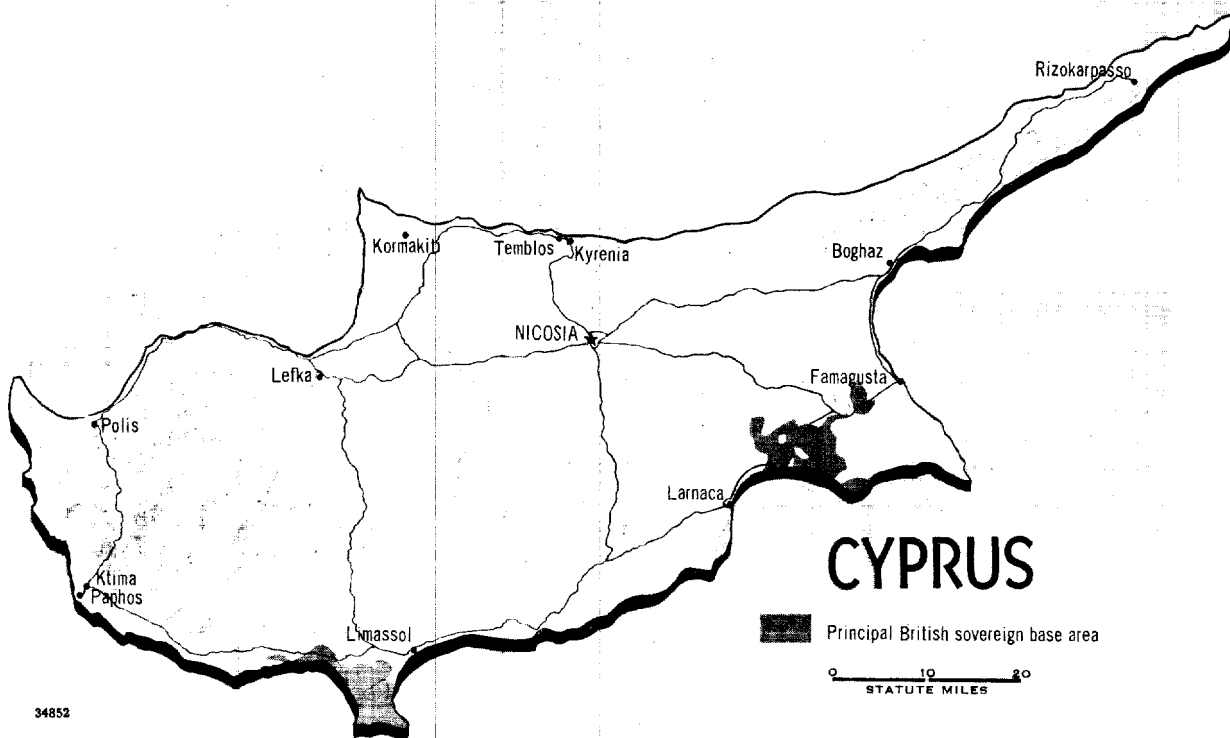 Rizokarpasso
Kormakiti
Temblos
Kyrenia
Boghaz
NICOSIA
Lefka
Famagusta
Polis
Larnaca
CYPRUS
Ktima
Paphos
Limassol
Principal British sovereign base area
0 10 20
STATUTE MILES
34852